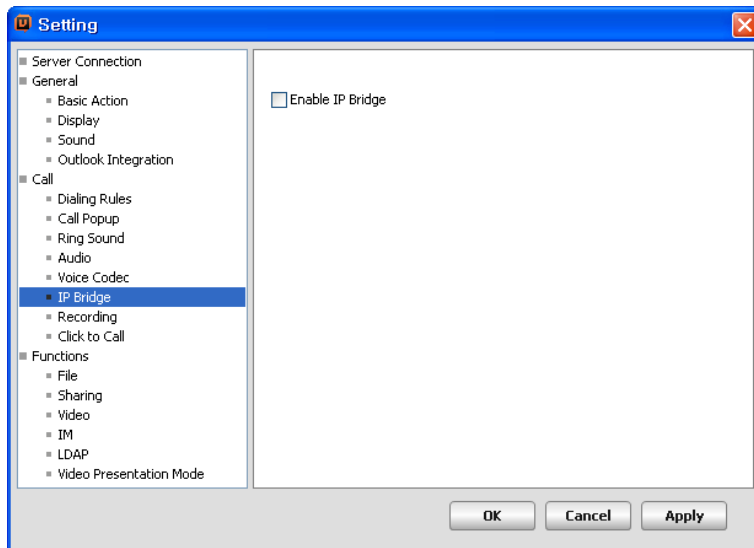 Setting
Server Connection
General
Basic Action
Display
Sound
Outlook Integration
Call
Dialing Rules
Call Popup
Ring Sound
Audio
Voice Codec
IP Bridge
Recording
Click to Call
Functions
File
Sharing
Video
IM
LDAP
Video Presentation Mode
Enable IP Bridge
OK
Cancel
Apply